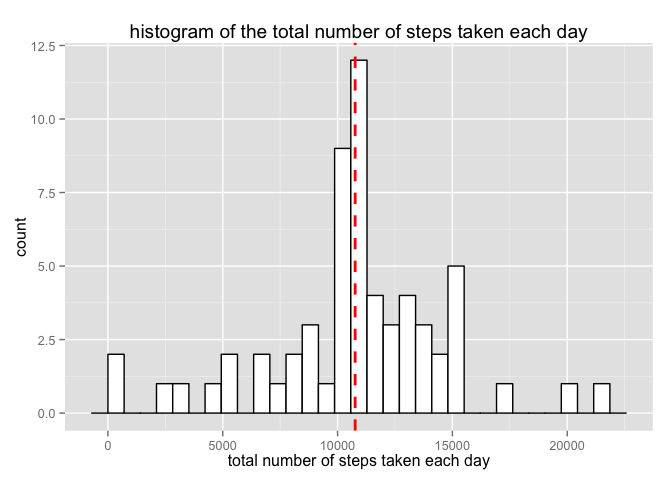 histogram of the total number of steps taken each day
12.5
10.0
7.5
5.0
2.5
0.0
count
0 5000 10000 15000 20000
total number of steps taken each day